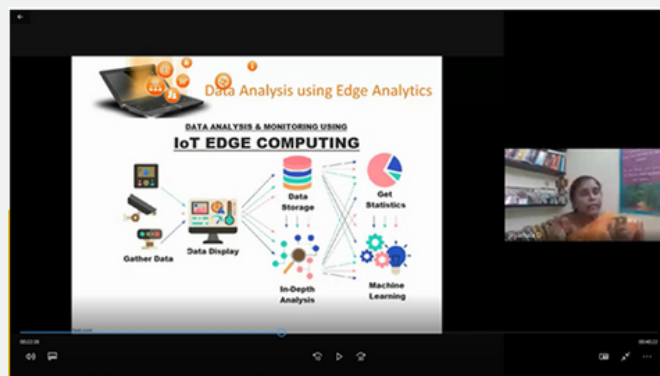 Data Analysis using Edge Analytics
DATA ANALYSIS & MONITORING USING
IoT EDGE COMPUTING
Gather Data
Data Display
Data
Storage
Get
Statistics
In-Depth
Analysis
Machine
Learning